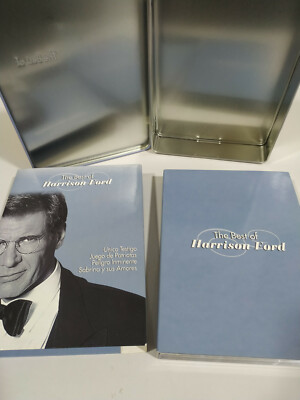 The Best of
Harrison Ford
Unico Testigo
Juego de Patriotas
Peligro Inminente
Sabrina y sus Amores
The Best of
Harrison Ford